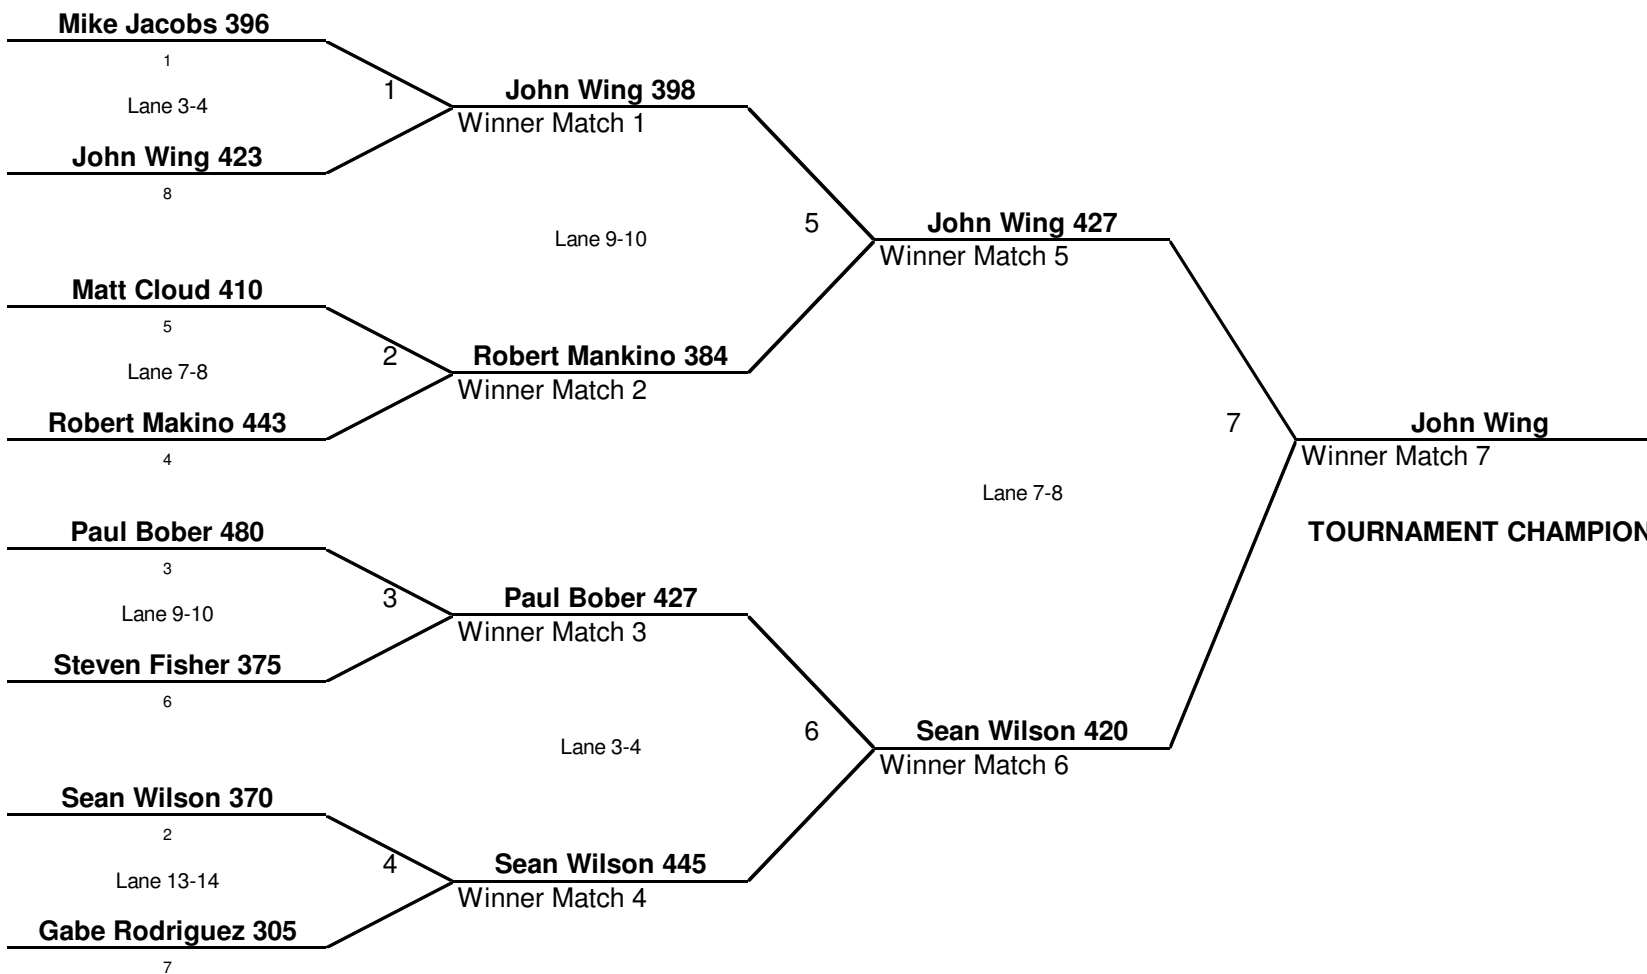 Mike Jacobs 396
1
Lane 3-4
1
John Wing 423
8
John Wing 398
Winner Match 1
Lane 9-10
5
Matt Cloud 410
5
Lane 7-8
2
Robert Makino 443
4
Robert Mankino 384
Winner Match 2
John Wing 427
Winner Match 5
Lane 7-8
7
John Wing
Winner Match 7
TOURNAMENT CHAMPION
Paul Bober 480
3
Lane 9-10
3
Steven Fisher 375
6
Paul Bober 427
Winner Match 3
Lane 3-4
6
Sean Wilson 370
2
Lane 13-14
4
Gabe Rodriguez 305
7
Sean Wilson 445
Winner Match 4
Sean Wilson 420
Winner Match 6